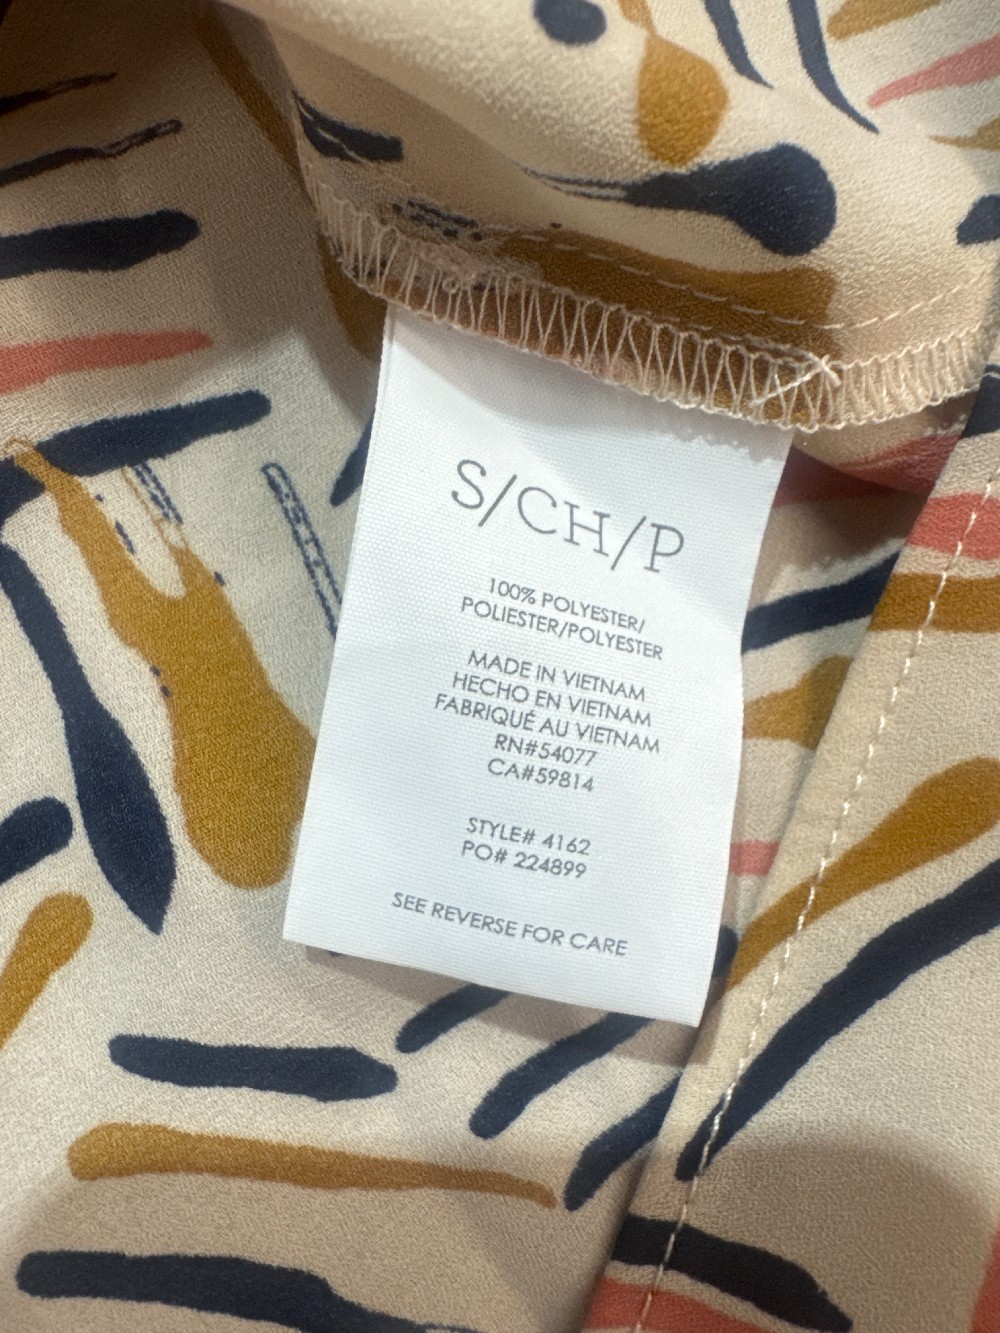 S/CH/P
100% POLYESTER/
POLIESTER/POLYESTER
MADE IN VIETNAM
HECHO EN VIETNAM
FABRIQUÉ AU VIETNAM
RN#54077
CA#59814
STYLE# 4162
PO# 224899
SEE REVERSE FOR CARE